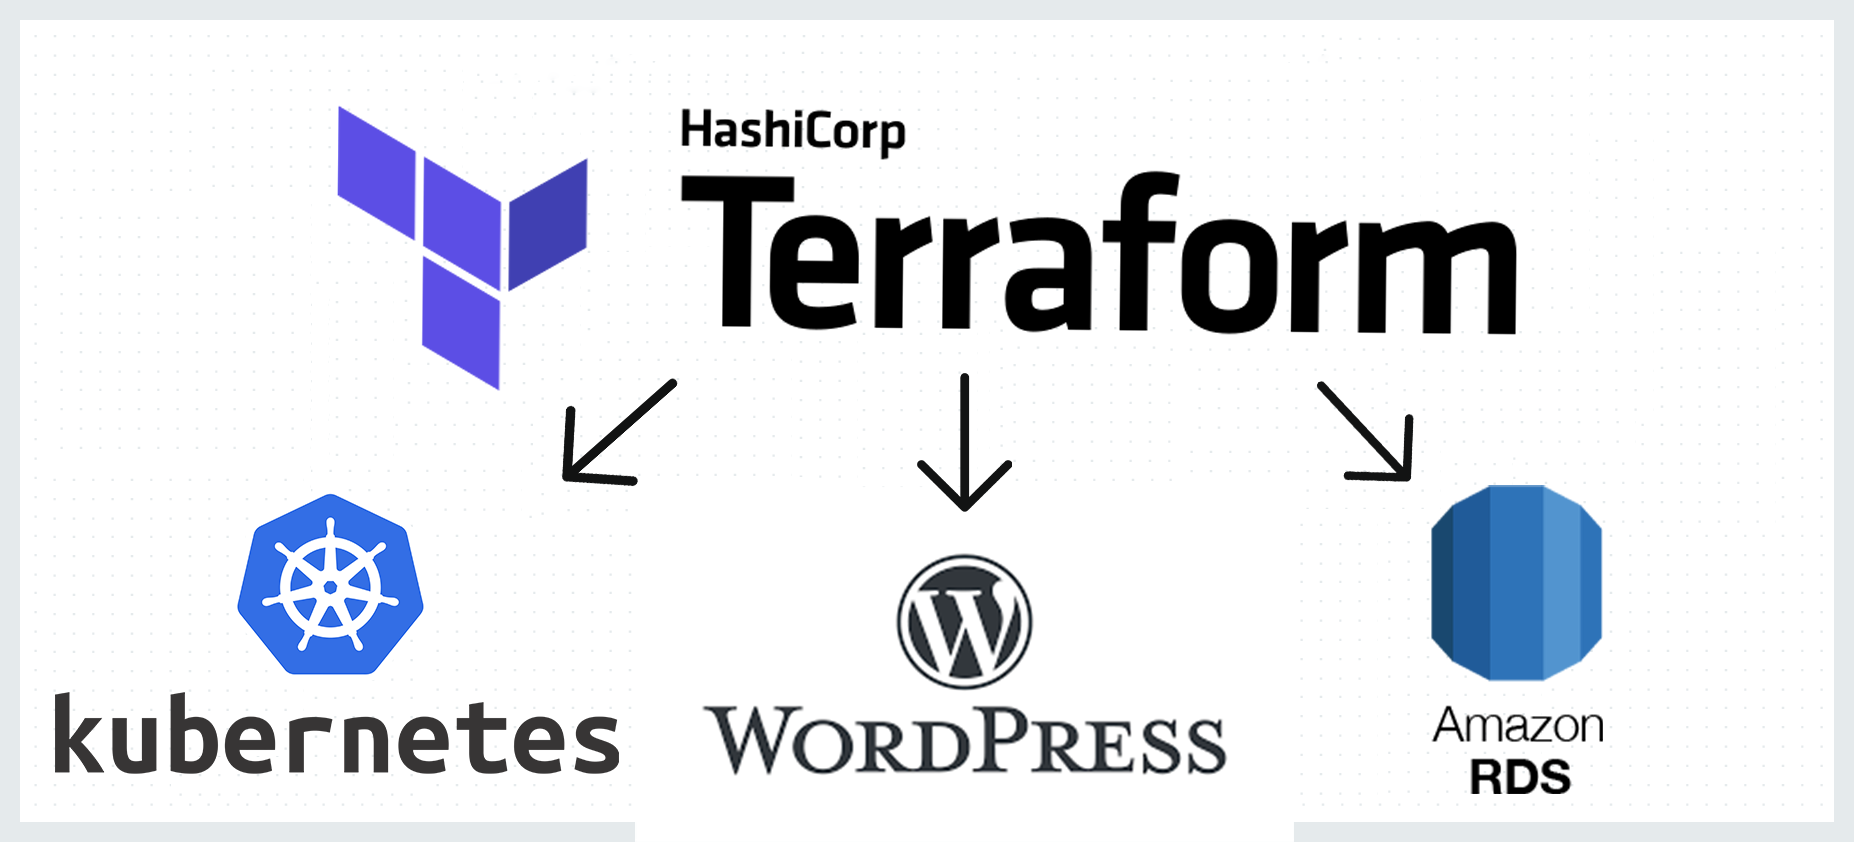 HashiCorp
Terraform
kubernetes
WORDPRESS
Amazon
RDS